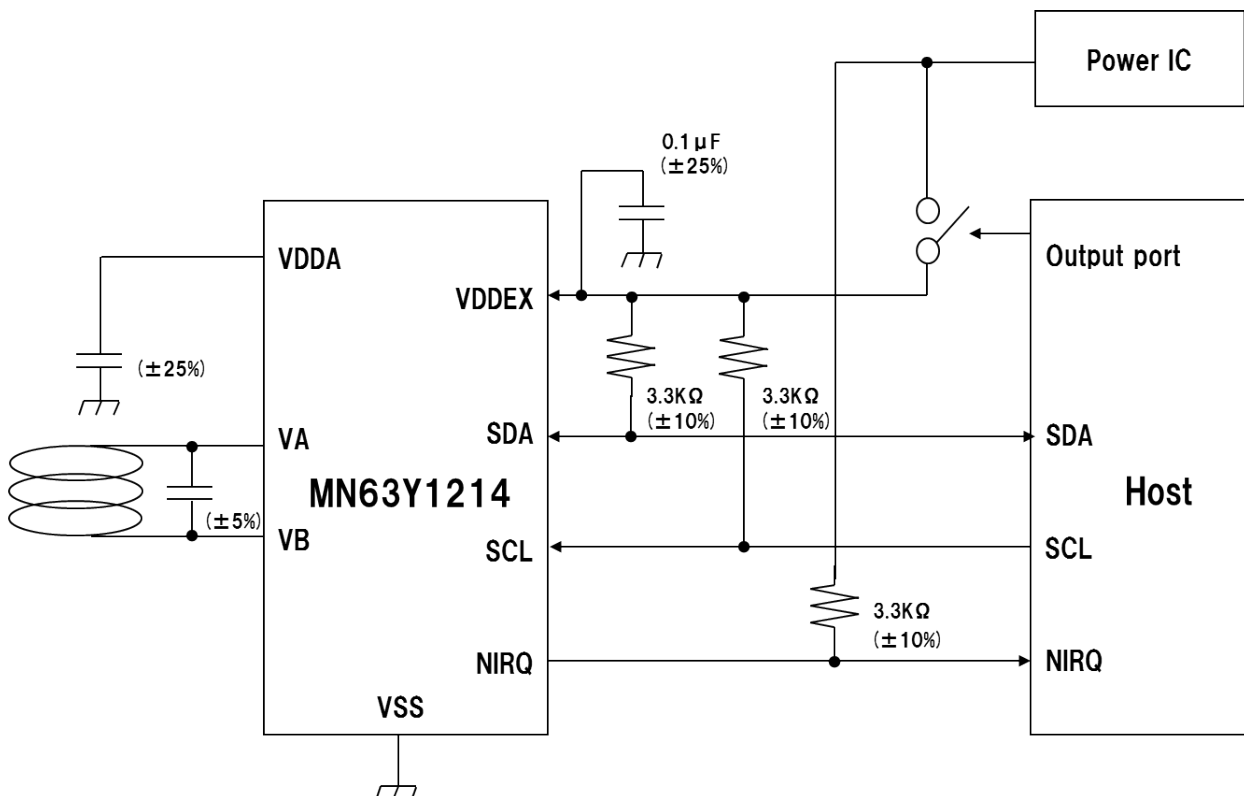 Power IC
0.1μF
(±25%)
VDDA
Output port
VDDEX
(±25%)
3.3KΩ
(±10%)
3.3KΩ
(±10%)
VA
SDA
SDA
MN63Y1214
Host
(±5%)
VB
SCL
SCL
3.3KΩ
(±10%)
NIRQ
NIRQ
VSS